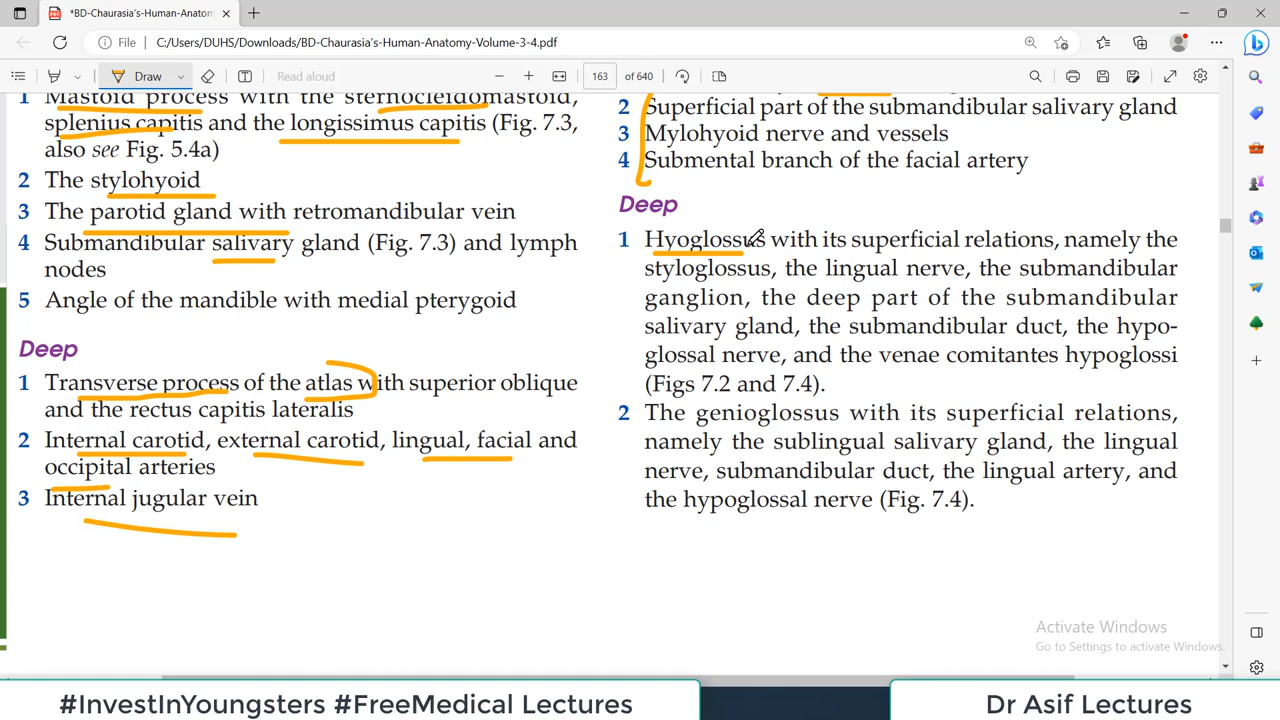 *BD-Chaurasia's-Human-Anatom
File
C:/Users/DUHS/Downloads/BD-Chaurasia's-Human-Anatomy-Volume-3-4.pdf
Draw
Read aloud
163 of 640
1 Mastoid process with the sternocleidomastoid,
splenius capitis and the longissimus capitis (Fig. 7.3,
also see Fig. 5.4a)
2 The stylohyoid
3 The parotid gland with retromandibular vein
4 Submandibular salivary gland (Fig. 7.3) and lymph
nodes
5 Angle of the mandible with medial pterygoid
Deep
1 Transverse process of the atlas with superior oblique
and the rectus capitis lateralis
2 Internal carotid, external carotid, lingual, facial and
occipital arteries
3 Internal jugular vein
2 Superficial part of the submandibular salivary gland
3 Mylohyoid nerve and vessels
4 Submental branch of the facial artery
Deep
1 Hyoglossus with its superficial relations, namely the
styloglossus, the lingual nerve, the submandibular
ganglion, the deep part of the submandibular
salivary gland, the submandibular duct, the hypo-
glossal nerve, and the venae comitantes hypoglossi
(Figs 7.2 and 7.4).
2 The genioglossus with its superficial relations,
namely the sublingual salivary gland, the lingual
nerve, submandibular duct, the lingual artery, and
the hypoglossal nerve (Fig. 7.4).
Activate Windows
Go to Settings to activate Windows.
#InvestInYoungsters #FreeMedical Lectures
Dr Asif Lectures